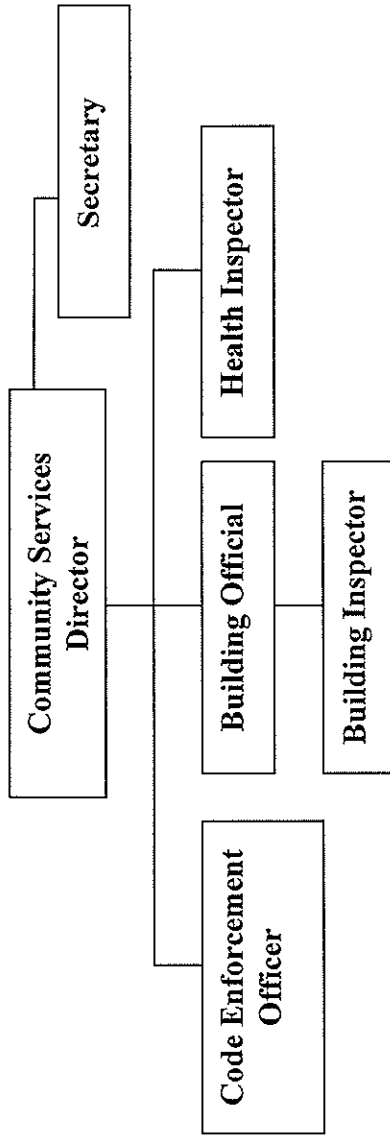 Community Services
Director
Secretary
Code Enforcement
Officer
Building Official
Health Inspector
Building Inspector